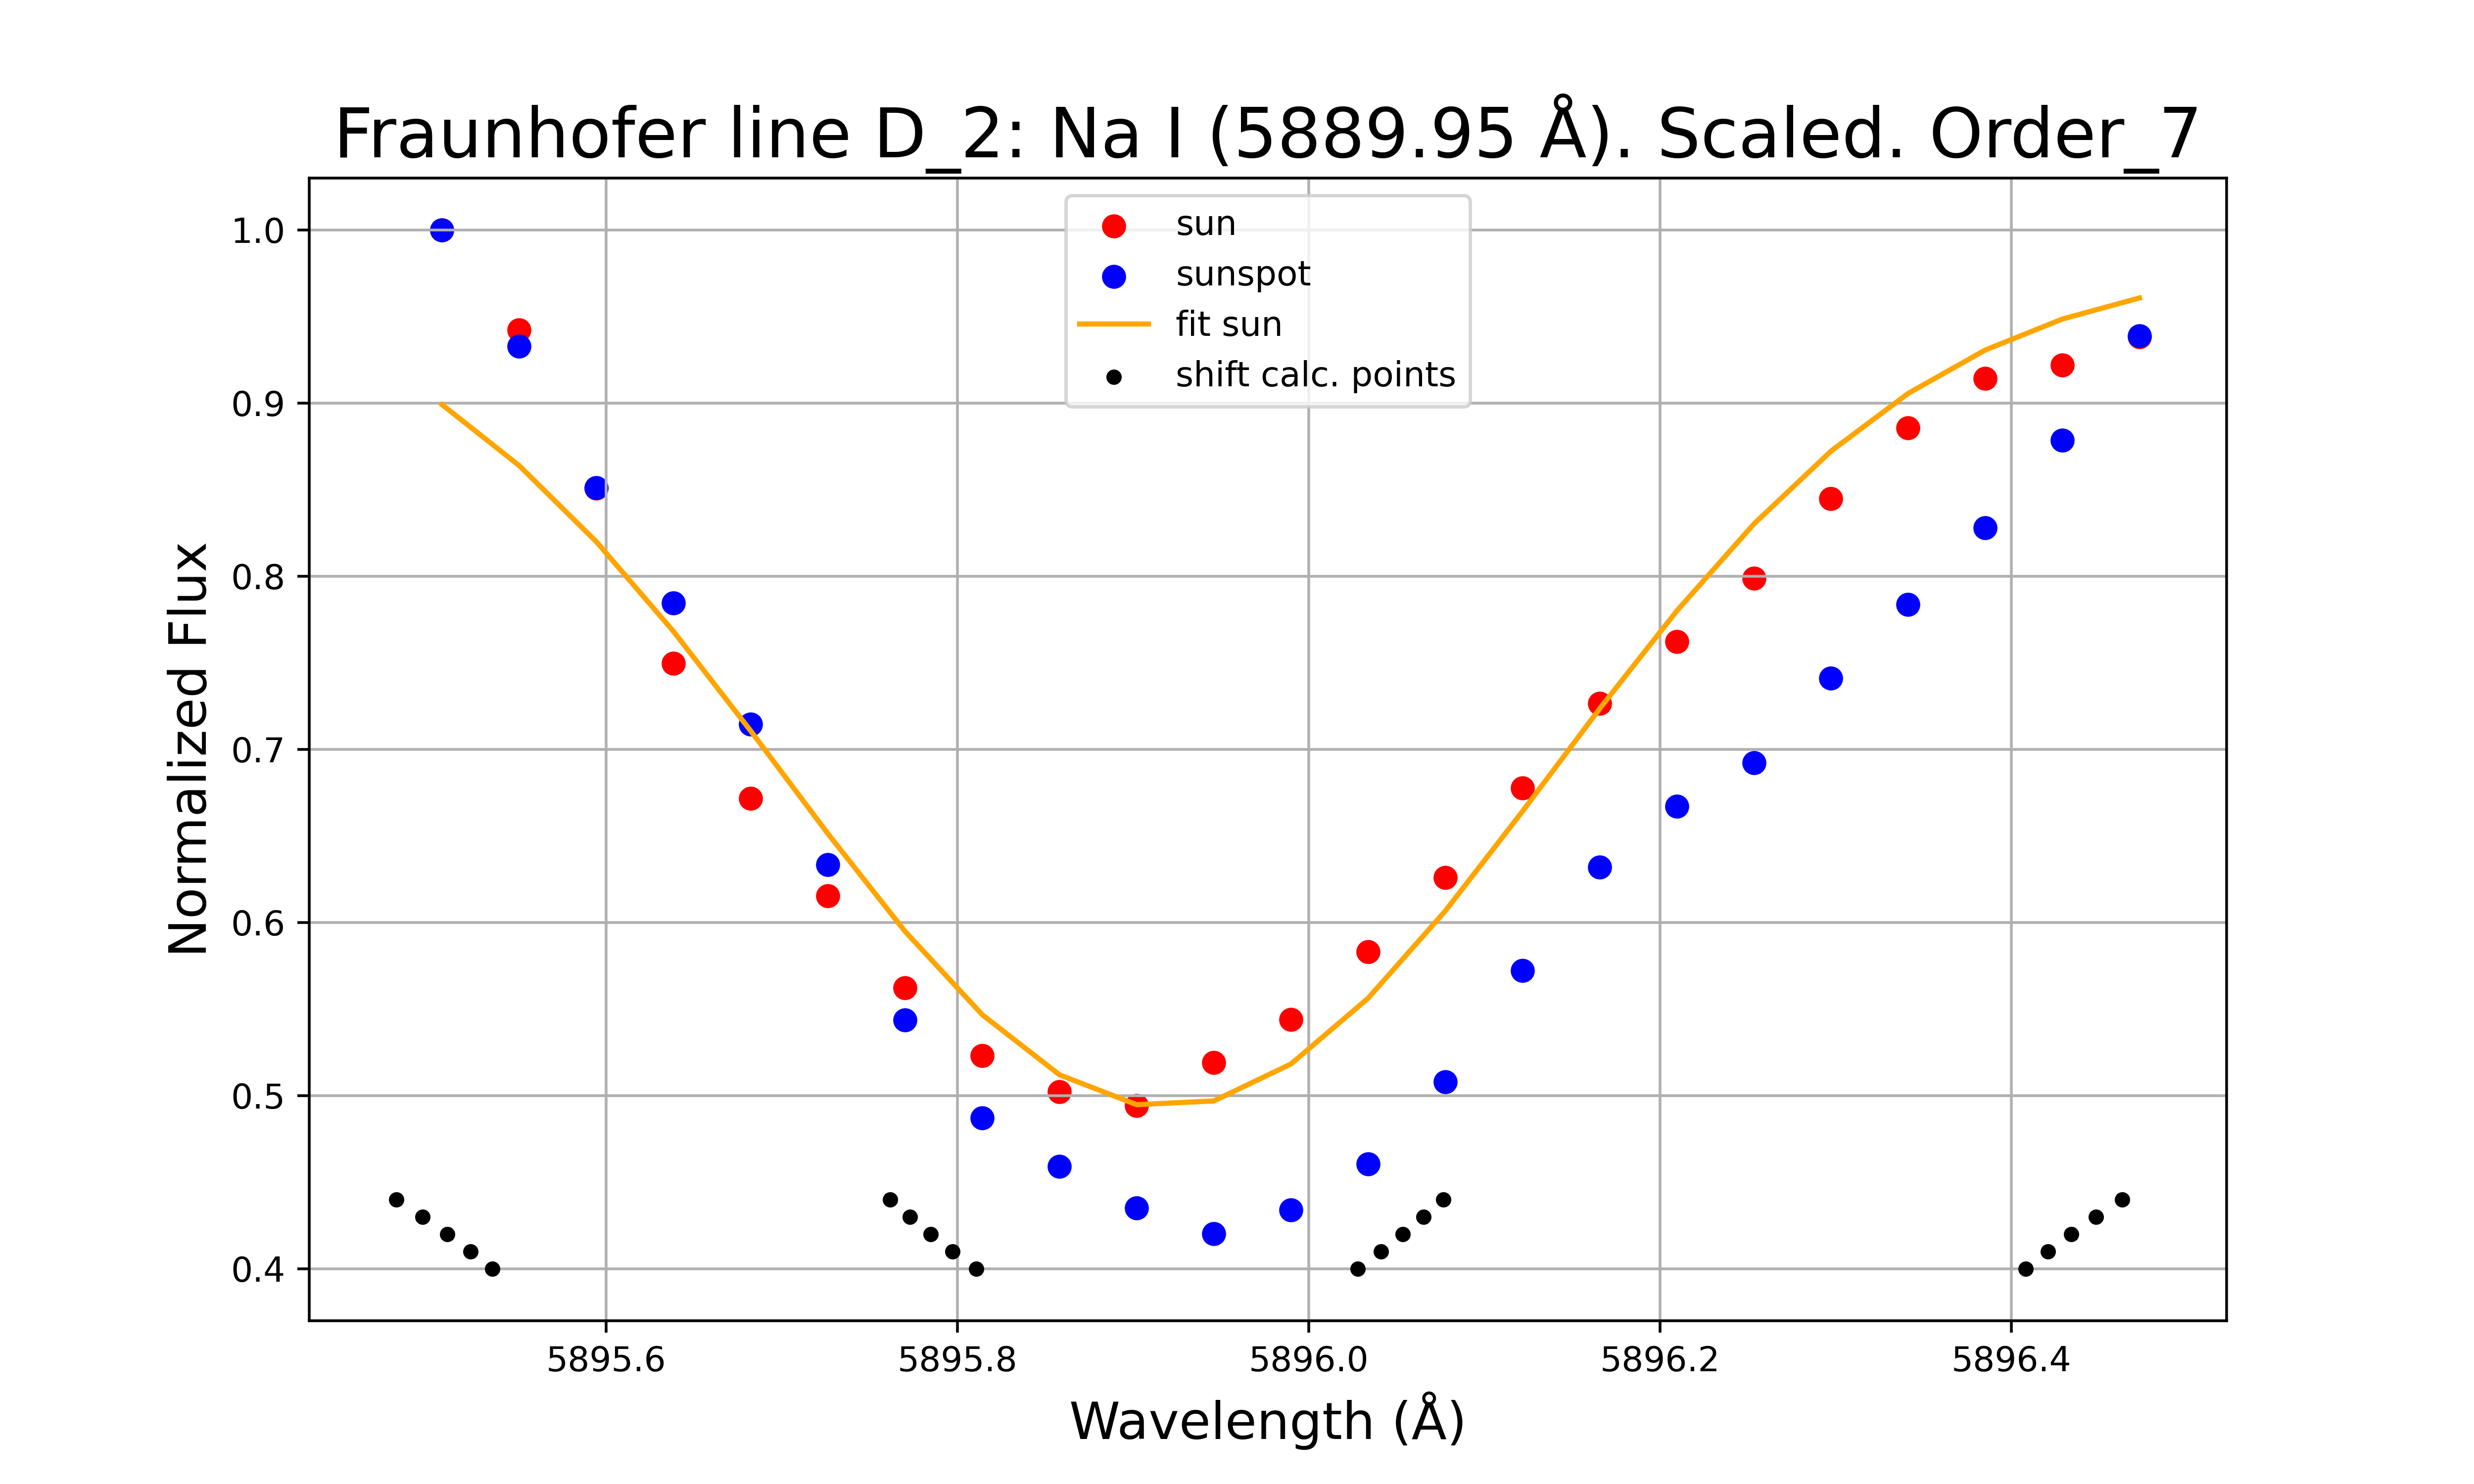 Fraunhofer line D_2: Na I (5889.95 Å). Scaled. Order_7
sun
sunspot
fit sun
shift calc. points
Normalized Flux
1.0
0.9
0.8
0.7
0.6
0.5
0.4
5895.6 5895.8 5896.0 5896.2 5896.4
Wavelength (Å)